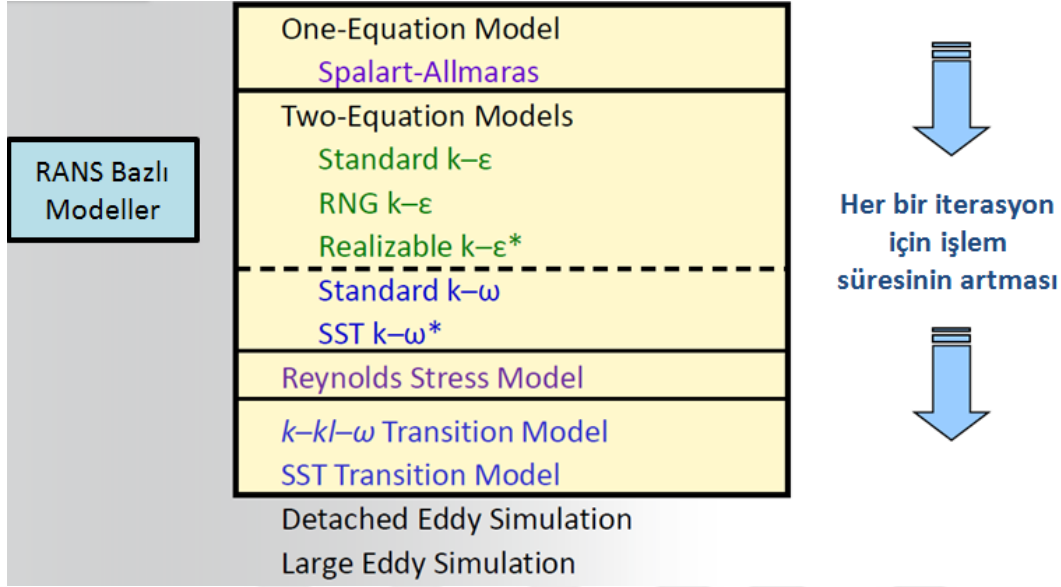 One-Equation Model
Spalart-Allmaras
Two-Equation Models
Standard k–ε
RNG k–ε
Realizable k–ε*
Standard k–ω
SST k–ω*
Reynolds Stress Model
k–kl–ω Transition Model
SST Transition Model
Detached Eddy Simulation
Large Eddy Simulation
RANS Bazlı
Modeller
Her bir iterasyon
için işlem
süresinin artması